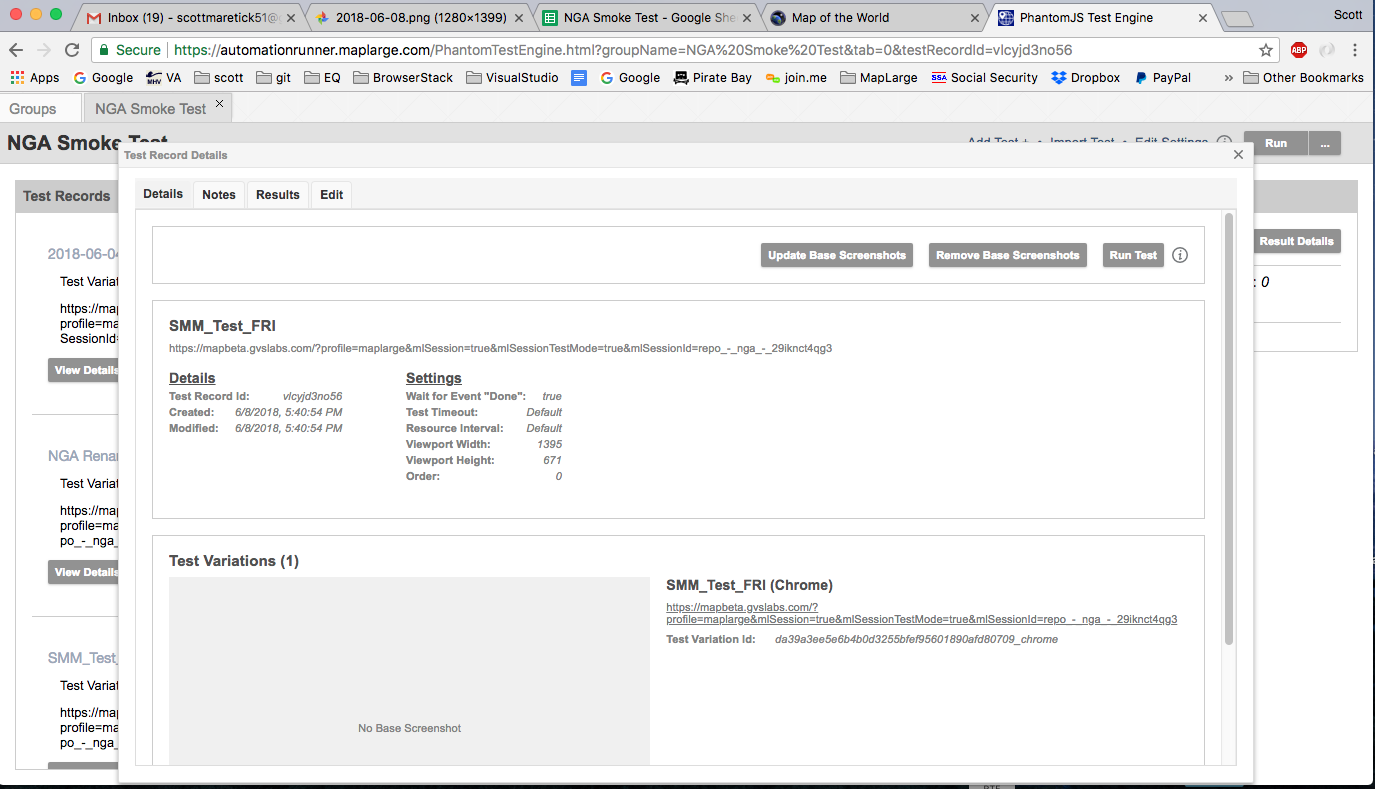 Inbox (19) - scottmaretick51@
2018-06-08.png (1280×1399)
NGA Smoke Test - Google She
Map of the World
PhantomJS Test Engine
Scott
Secure | https://automationrunner.maplarge.com/PhantomTestEngine.html?groupName=NGA%20Smoke%20Test&tab=0&testRecordId=vlcyjd3no56
ABP
Apps Google VA scott git EQ BrowserStack VisualStudio Google Pirate Bay join.me MapLarge SSA Social Security Dropbox PayPal » Other Bookmarks
Groups
NGA Smoke Test
NGA Smoke Test
Add Test + • Import Test • Edit Settings
Run
...
Test Record Details
Details Notes Results Edit
Test Records
Update Base Screenshots
Remove Base Screenshots
Run Test
Result Details
2018-06-04
Test Variat
: 0
https://map
profile=ma
SessionId=
View Details
SMM_Test_FRI
https://mapbeta.gvslabs.com/?profile=maplarge&mlSession=true&mlSessionTestMode=true&mlSessionId=repo_-_nga_-_29iknct4qg3
Details
Test Record Id: vlcyjd3no56
Created: 6/8/2018, 5:40:54 PM
Modified: 6/8/2018, 5:40:54 PM
Settings
Wait for Event "Done": true
Test Timeout: Default
Resource Interval: Default
Viewport Width: 1395
Viewport Height: 671
Order: 0
NGA Renar
Test Variat
https://map
profile=ma
po_-_nga_
View Details
Test Variations (1)
No Base Screenshot
SMM_Test_FRI (Chrome)
https://mapbeta.gvslabs.com/?
profile=maplarge&mlSession=true&mlSessionTestMode=true&mlSessionId=repo_-_nga_-_29iknct4qg3
Test Variation Id: da39a3ee5e6b4b0d3255bfef95601890afd80709_chrome
SMM_Test_
Test Variat
https://map
profile=ma
po_-_nga_